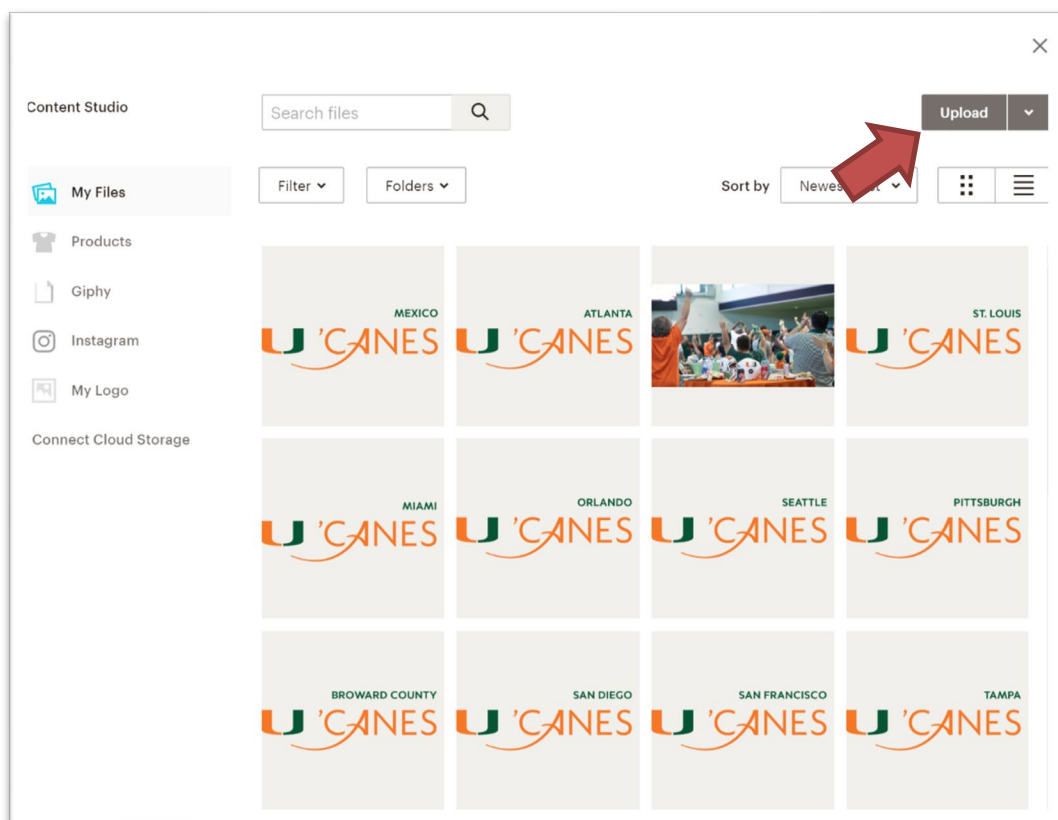 Content Studio
Search files
Upload
My Files
Filter
Folders
Sort by
Products
Giphy
Instagram
My Logo
Connect Cloud Storage
MEXICO
U 'CANES
ATLANTA
U 'CANES
ST. LOUIS
U 'CANES
MIAMI
U 'CANES
ORLANDO
U 'CANES
SEATTLE
U 'CANES
PITTSBURGH
U 'CANES
BROWARD COUNTY
U 'CANES
SAN DIEGO
U 'CANES
SAN FRANCISCO
U 'CANES
TAMPA
U 'CANES